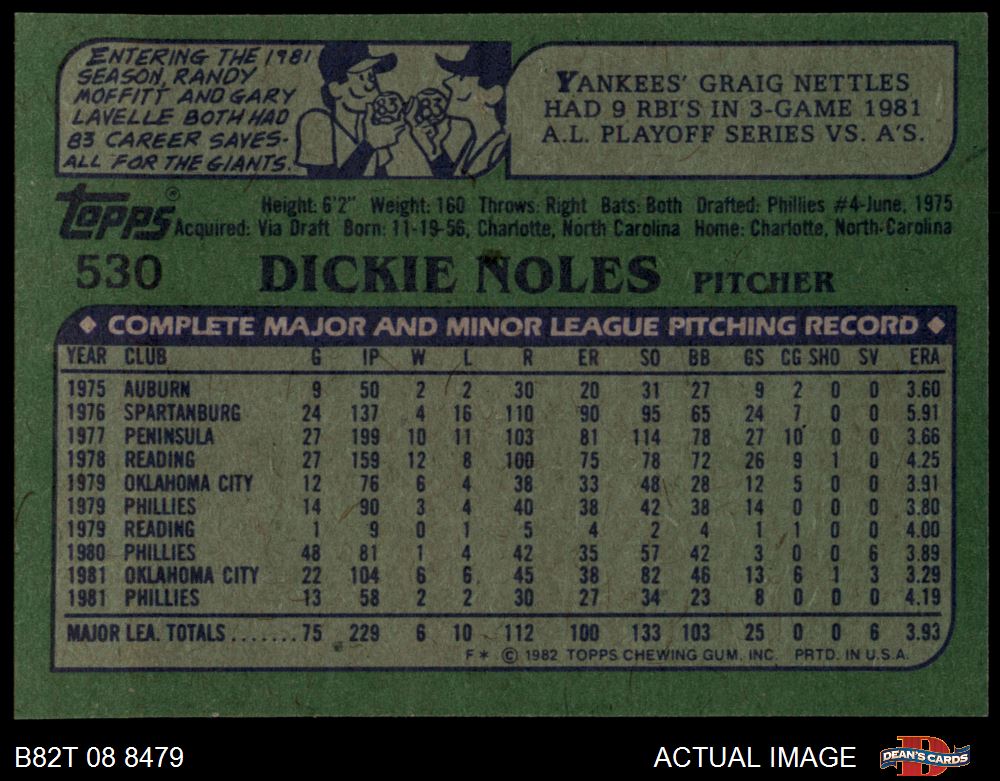 ENTERING THE 1981
SEASON, RANDY
MOFFITT AND GARY
LAVELLE BOTH HAD
83 CAREER SAVES-
ALL FOR THE GIANTS.
83
83
YANKEES' GRAIG NETTLES
HAD 9 RBI'S IN 3-GAME 1981
A.L. PLAYOFF SERIES VS. A'S.
TOPPS®
Height: 6'2" Weight: 160 Throws: Right Bats: Both Drafted: Phillies #4-June, 1975
Acquired: Via Draft Born: 11-19-56, Charlotte, North Carolina Home: Charlotte, North Carolina
530 DICKIE NOLES PITCHER
COMPLETE MAJOR AND MINOR LEAGUE PITCHING RECORD
YEAR CLUB G IP W L R ER SO BB GS CG SHO SV ERA
1975 AUBURN 9 50 2 2 30 20 31 27 9 2 0 0 3.60
1976 SPARTANBURG 24 137 4 16 110 90 95 65 24 7 0 0 5.91
1977 PENINSULA 27 199 10 11 103 81 114 78 27 10 0 0 3.66
1978 READING 27 159 12 8 100 75 78 72 26 9 1 0 4.25
1979 OKLAHOMA CITY 12 76 6 4 38 33 48 28 12 5 0 0 3.91
1979 PHILLIES 14 90 3 4 40 38 42 38 14 0 0 0 3.80
1979 READING 1 9 0 1 5 4 2 4 1 1 0 0 4.00
1980 PHILLIES 48 81 1 4 42 35 57 42 3 0 0 6 3.89
1981 OKLAHOMA CITY 22 104 6 6 45 38 82 46 13 6 1 3 3.29
1981 PHILLIES 13 58 2 2 30 27 34 23 8 0 0 0 4.19
MAJOR LEA. TOTALS.......75 229 6 10 112 100 133 103 25 0 0 6 3.93
F* © 1982 TOPPS CHEWING GUM, INC. PRTD. IN U.S.A.
B82T 08 8479 ACTUAL IMAGE DEAN'S CARDS